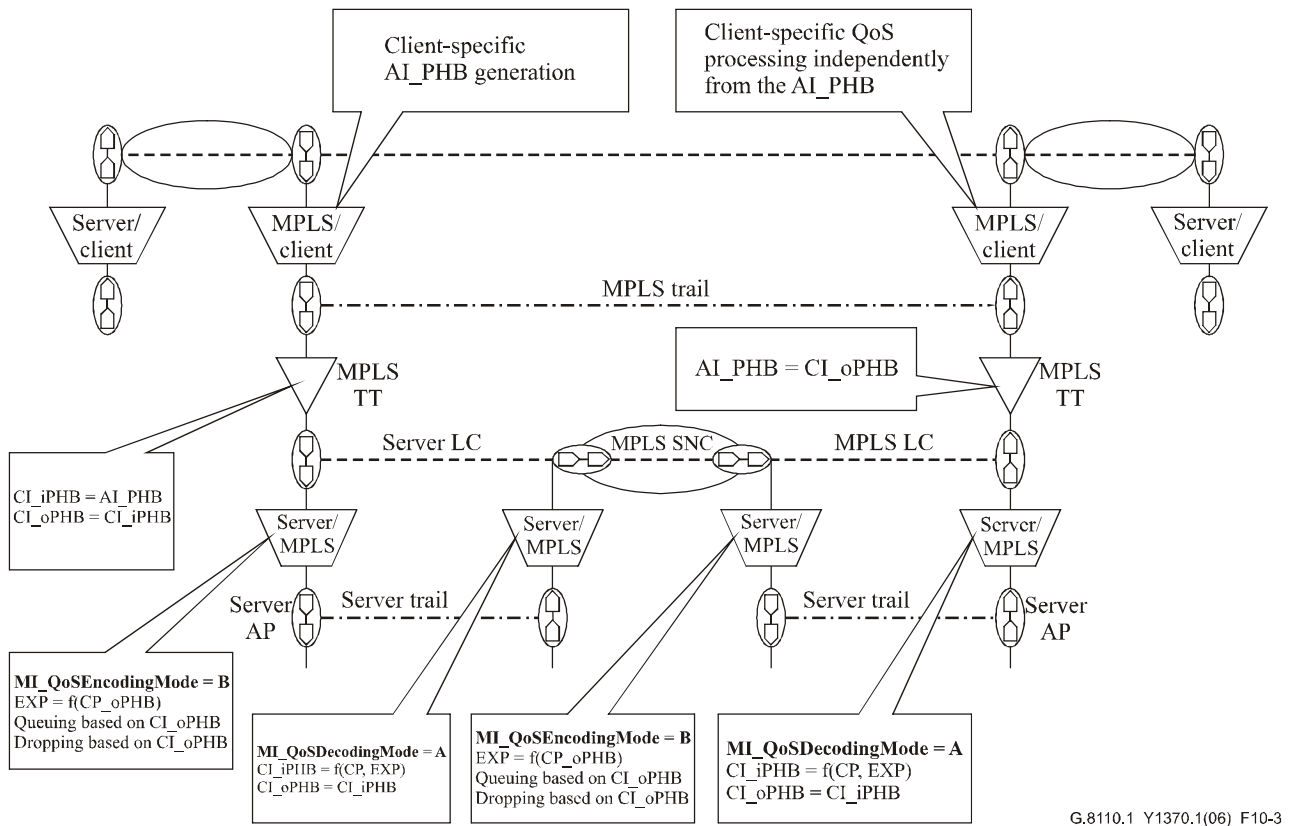 Client-specific
AI_PHB generation
Client-specific QoS
processing independently
from the AI_PHB
Server/
client
MPLS/
client
MPLS/
client
Server/
client
MPLS trail
MPLS
TT
AI_PHB = CI_oPHB
MPLS
TT
Server LC
MPLS SNC
MPLS LC
CI_iPHB = AI_PHB
CI_oPHB = CI_iPHB
Server/
MPLS
Server/
MPLS
Server/
MPLS
Server/
MPLS
Server
AP
Server trail
Server trail
Server
AP
MI_QoSEncodingMode = B
EXP = f(CP_oPHB)
Queuing based on CI_oPHB
Dropping based on CI_oPHB
MI_QoSDecodingMode = A
CI_iPHB = f(CP, EXP)
CI_oPHB = CI_iPHB
MI_QoSEncodingMode = B
EXP = f(CP_oPHB)
Queuing based on CI_oPHB
Dropping based on CI_oPHB
MI_QoSDecodingMode = A
CI_iPHB = f(CP, EXP)
CI_oPHB = CI_iPHB
G.8110.1_Y1370.1(06)_F10-3